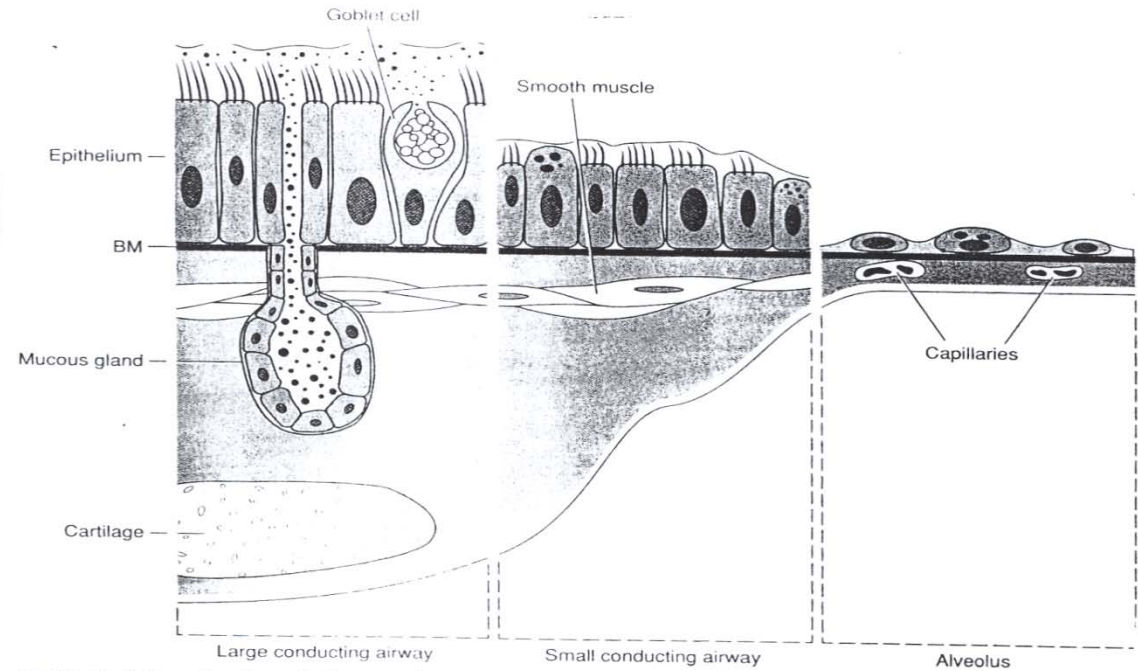 Goblet cell
Smooth muscle
Epithelium
BM
Mucous gland
Capillaries
Cartilage
Large conducting airway
Small conducting airway
Alveolus